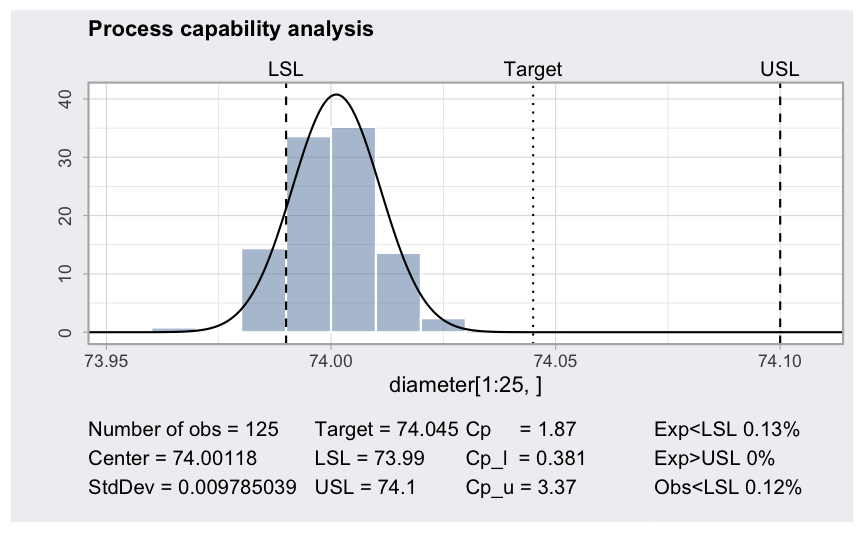 Process capability analysis
LSL Target USL
40
30
20
10
0
73.95 74.00 74.05 74.10
diameter[1:25, ]
Number of obs = 125 Target = 74.045 Cp = 1.87 Exp<LSL 0.13%
Center = 74.00118 LSL = 73.99 Cp_l = 0.381 Exp>USL 0%
StdDev = 0.009785039 USL = 74.1 Cp_u = 3.37 Obs<LSL 0.12%